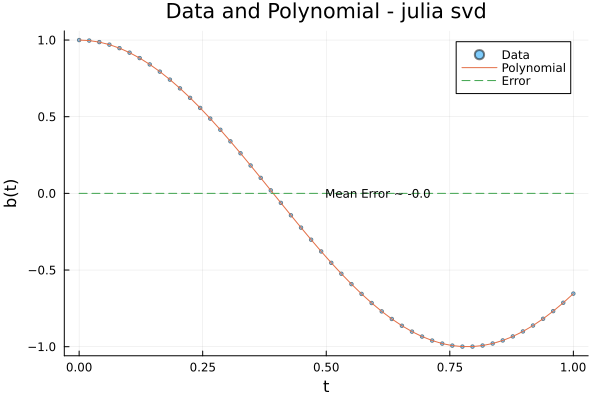 Data and Polynomial - julia svd
1.0
0.5
0.0
−0.5
−1.0
b(t)
Data
Polynomial
Error
Mean Error ~ -0.0
0.00
0.25
0.50
0.75
1.00
t